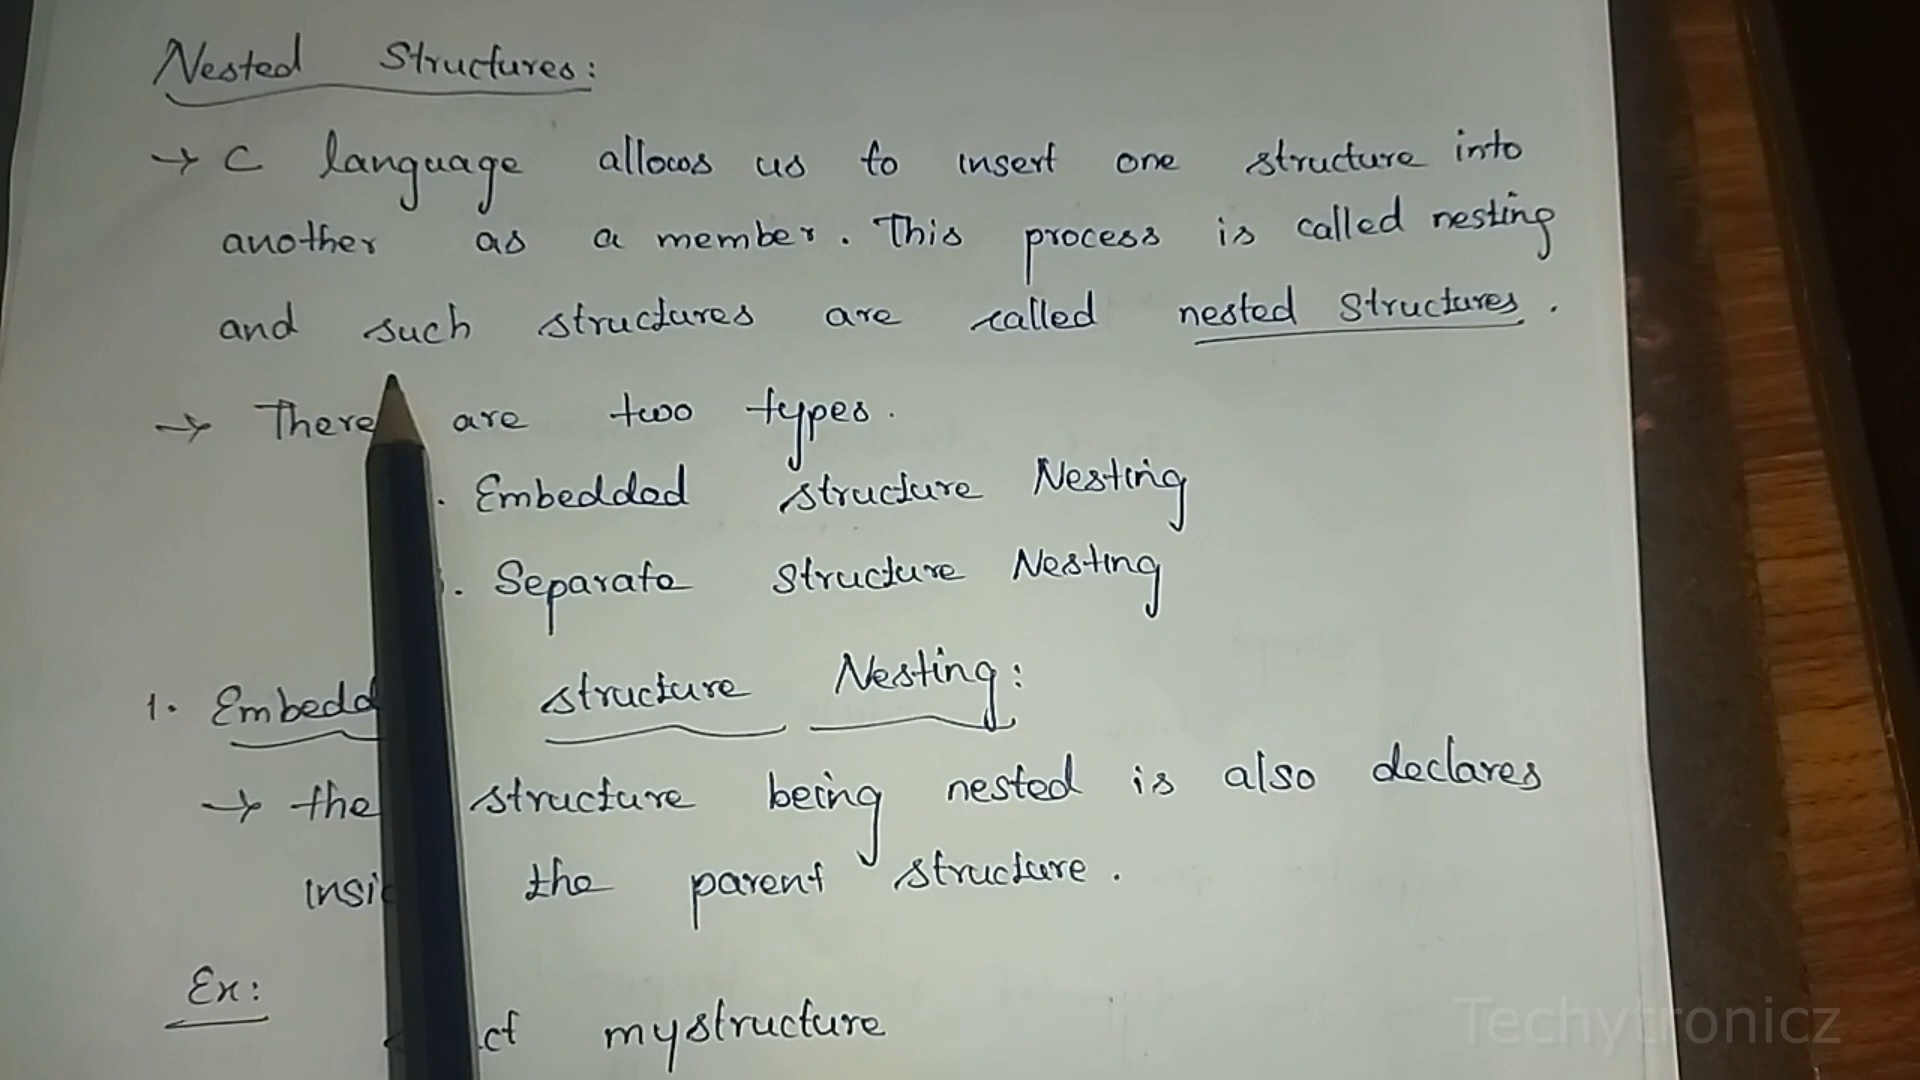 Nested Structures:
→ C language allows us to insert one structure into
another as a member. This process is called nesting
and such structures are called nested Structures.
→ There are two types.
. Embedded structure Nesting
. Separate Structure Nesting
1. Embedd structure Nesting:
→ the structure being nested is also declares
insi the parent structure.
Ex:
ct mystructure
Techytronicz